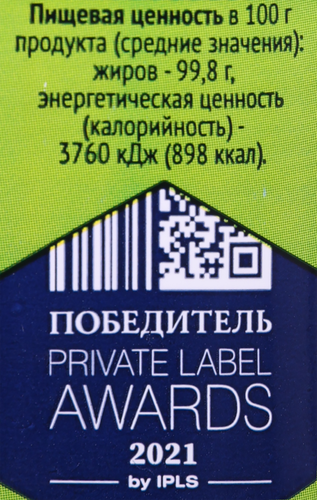 Пищевая ценность в 100 г
продукта (средние значения):
жиров - 99,8 г,
энергетическая ценность
(калорийность) -
3760 кДж (898 ккал).
ПОБЕДИТЕЛЬ
PRIVATE LABEL
AWARDS
2021
by IPLS